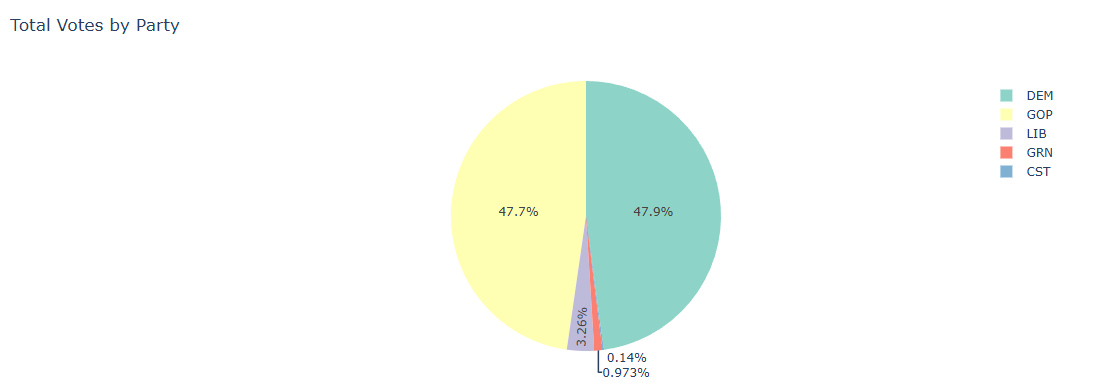 Total Votes by Party
DEM
GOP
LIB
GRN
CST
47.7%
47.9%
3.26%
0.14%
0.973%